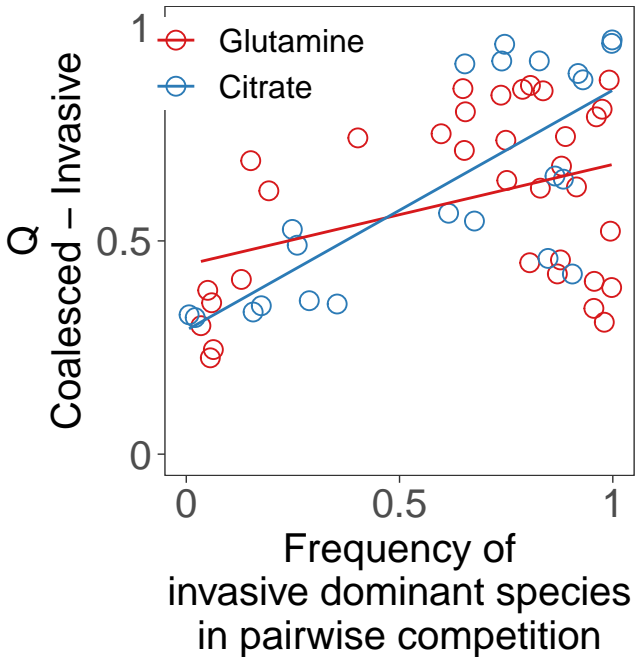 1
Glutamine
Citrate
Q
Coalesced – Invasive
0.5
0
0 0.5 1
Frequency of
invasive dominant species
in pairwise competition